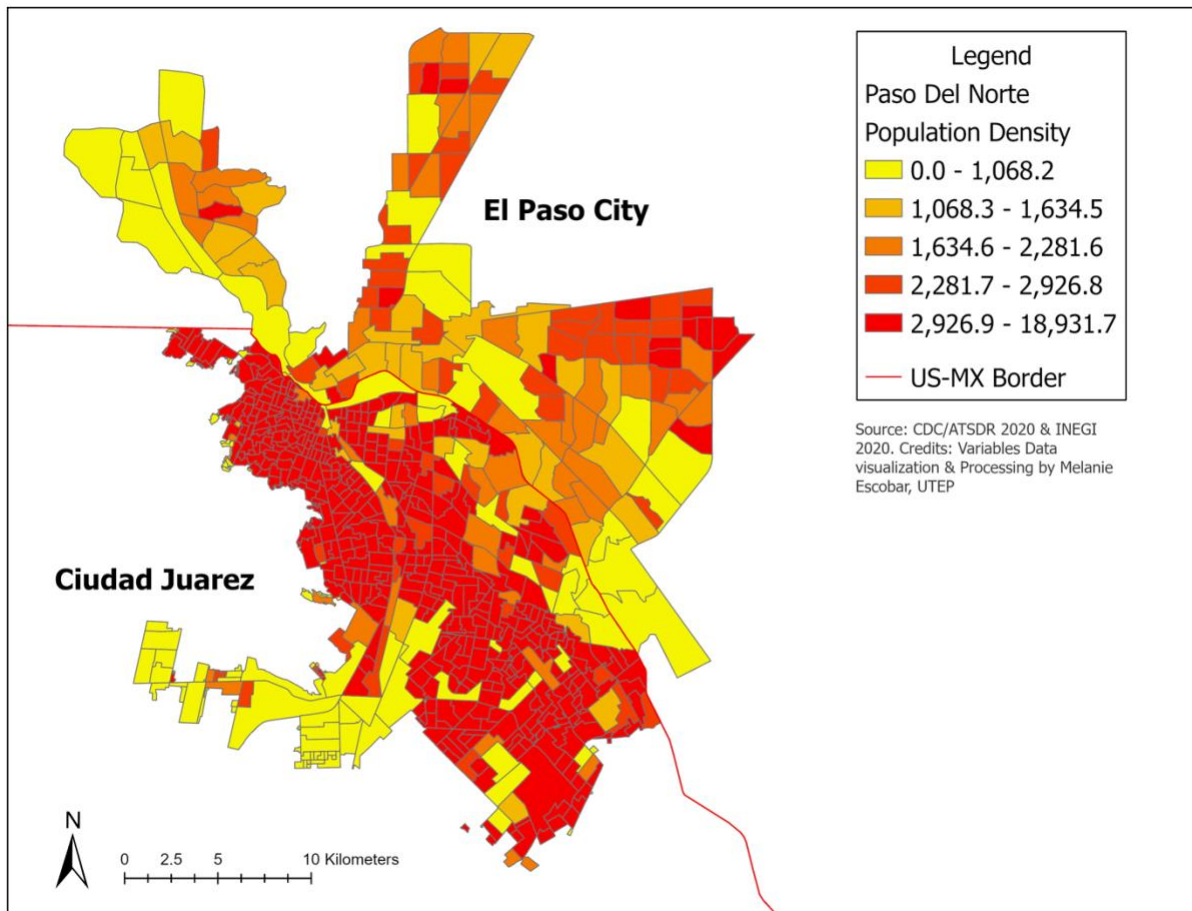 Legend
Paso Del Norte
Population Density
0.0 - 1,068.2
1,068.3 - 1,634.5
1,634.6 - 2,281.6
2,281.7 - 2,926.8
2,926.9 - 18,931.7
US-MX Border
Source: CDC/ATSDR 2020 & INEGI
2020. Credits: Variables Data
visualization & Processing by Melanie
Escobar, UTEP
El Paso City
Ciudad Juarez
N
0 2.5 5 10 Kilometers